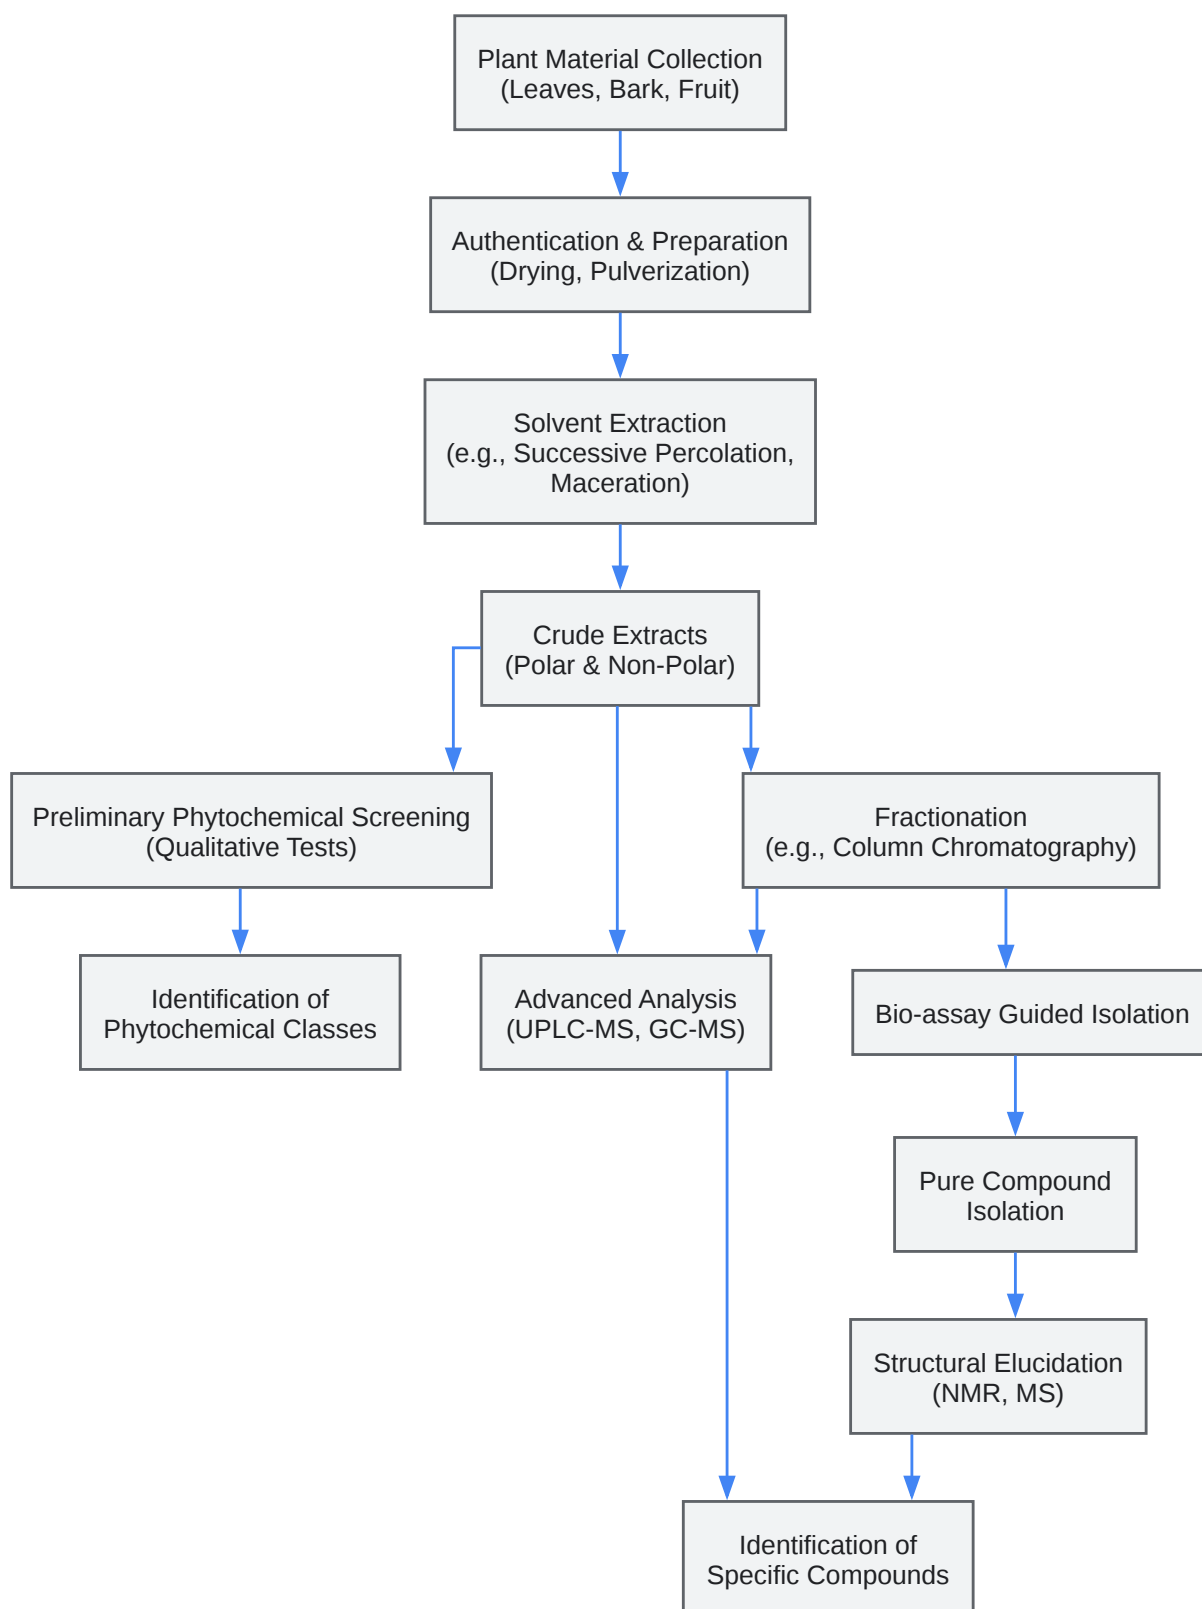 Plant Material Collection
(Leaves, Bark, Fruit)
Authentication & Preparation
(Drying, Pulverization)
Solvent Extraction
(e.g., Successive Percolation,
Maceration)
Crude Extracts
(Polar & Non-Polar)
Preliminary Phytochemical Screening
(Qualitative Tests)
Fractionation
(e.g., Column Chromatography)
Identification of
Phytochemical Classes
Advanced Analysis
(UPLC-MS, GC-MS)
Bio-assay Guided Isolation
Pure Compound
Isolation
Structural Elucidation
(NMR, MS)
Identification of
Specific Compounds